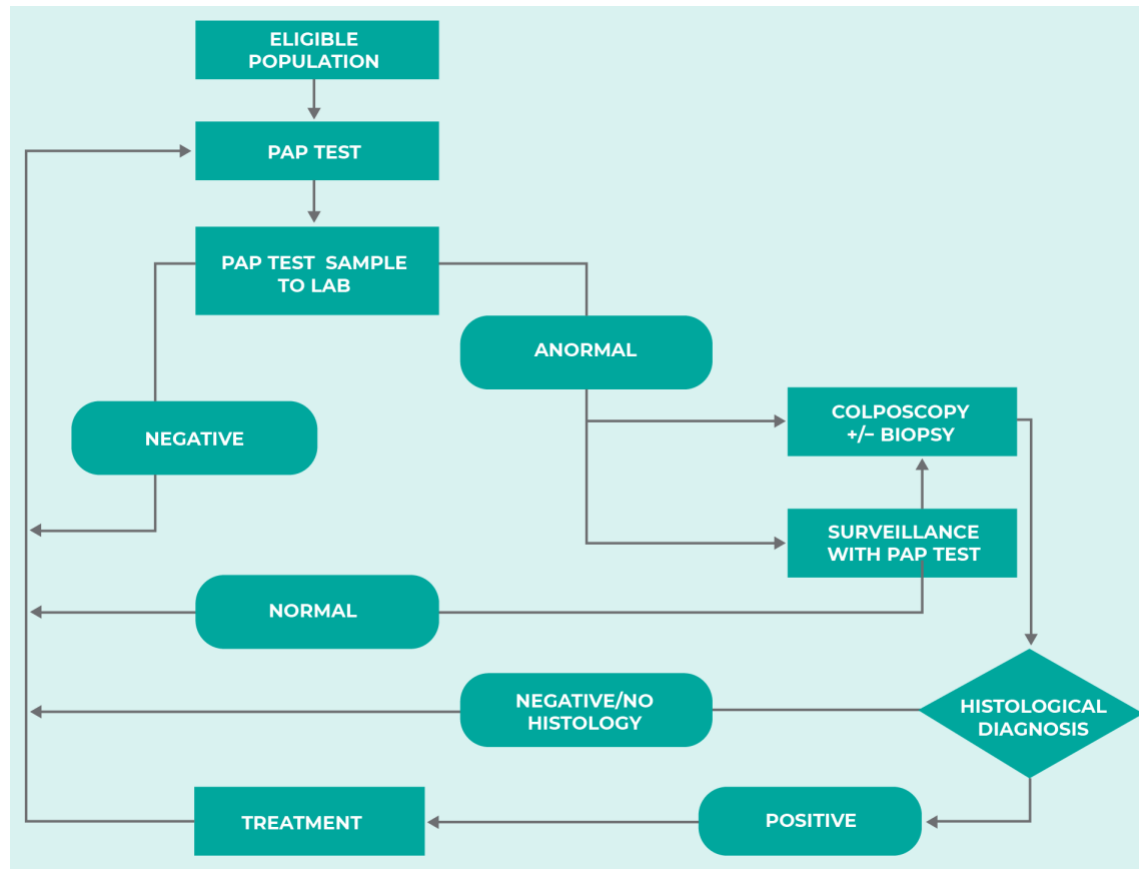 ELIGIBLE
POPULATION
PAP TEST
PAP TEST SAMPLE
TO LAB
ANORMAL
COLPOSCOPY
+/− BIOPSY
NEGATIVE
SURVEILLANCE
WITH PAP TEST
NORMAL
NEGATIVE/NO
HISTOLOGY
HISTOLOGICAL
DIAGNOSIS
TREATMENT
POSITIVE